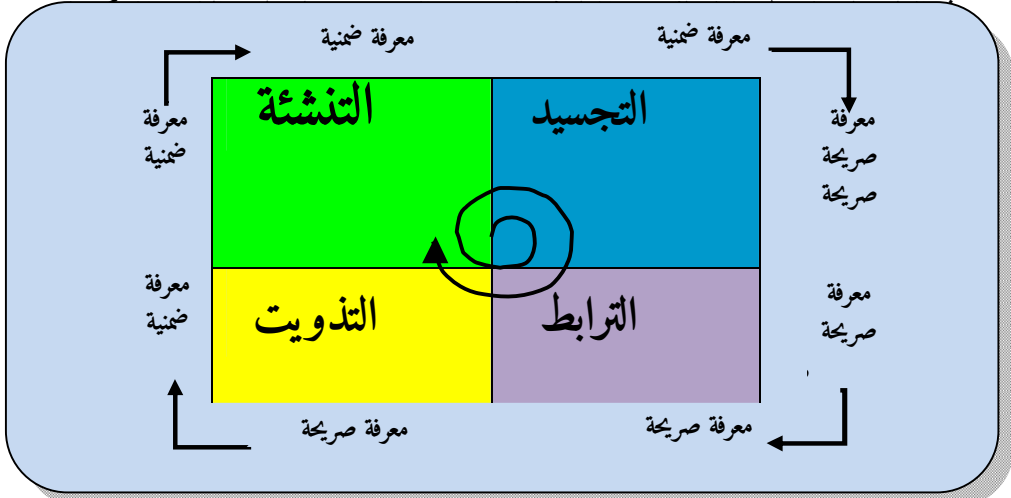 معرفة ضمنية
معرفة ضمنية
التجسيد
التنشئة
معرفة
صريحة
صريحة
معرفة
ضمنية
معرفة
صريحة
الترابط
التذويت
معرفة
ضمنية
معرفة صريحة
معرفة صريحة